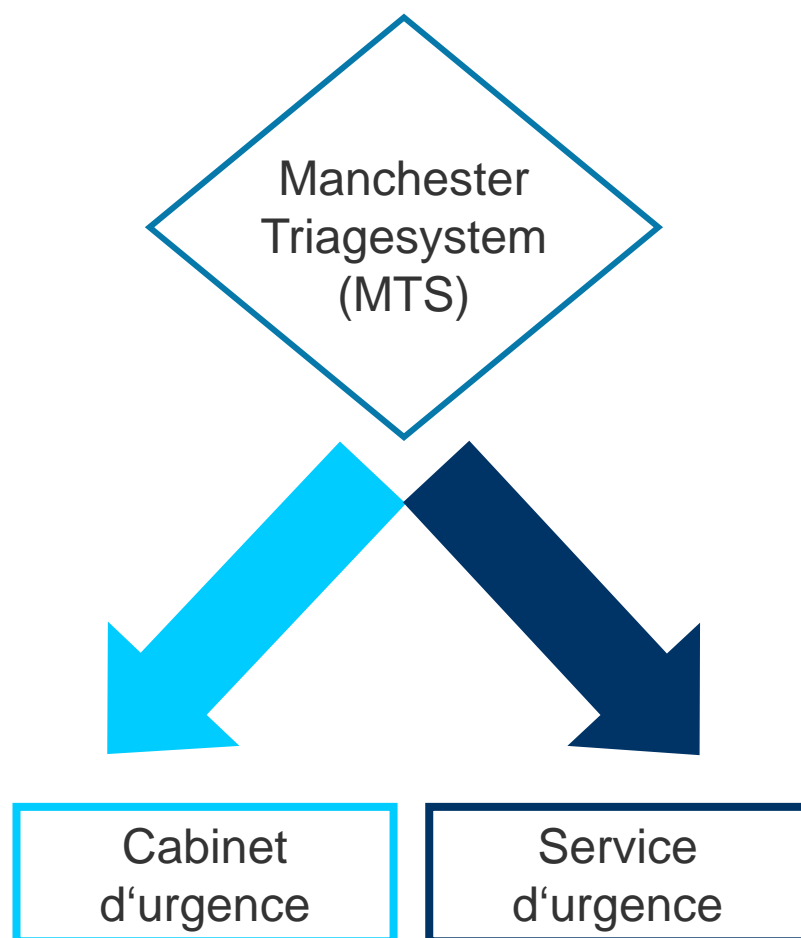 Manchester
Triagesystem
(MTS)
Cabinet
d‘urgence
Service
d‘urgence